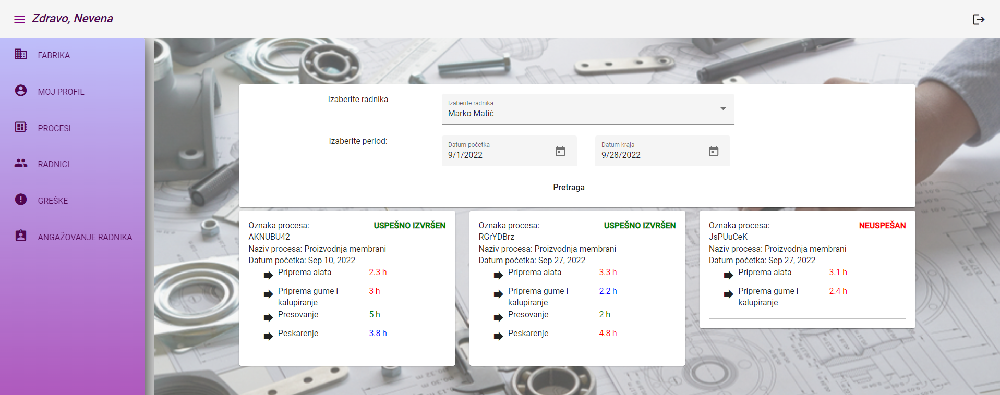 Zdravo, Nevena
FABRIKA
MOJ PROFIL
PROCESI
RADNICI
GREŠKE
ANGAŽOVANJE RADNIKA
Izaberite radnika
Izaberite radnika
Marko Matić
Izaberite period:
Datum početka
9/1/2022
Datum kraja
9/28/2022
Pretraga
Oznaka procesa:
AKNUBU42
USPEŠNO IZVRŠEN
Naziv procesa: Proizvodnja membrani
Datum početka: Sep 10, 2022
Priprema alata 2.3 h
Priprema gume i 3 h
kalupiranje
Presovanje 5 h
Peskarenje 3.8 h
Oznaka procesa:
RGrYDBrz
USPEŠNO IZVRŠEN
Naziv procesa: Proizvodnja membrani
Datum početka: Sep 27, 2022
Priprema alata 3.3 h
Priprema gume i 2.2 h
kalupiranje
Presovanje 2 h
Peskarenje 4.8 h
Oznaka procesa:
JsPUuCeK
NEUSPEŠAN
Naziv procesa: Proizvodnja membrani
Datum početka: Sep 27, 2022
Priprema alata 3.1 h
Priprema gume i 2.4 h
kalupiranje